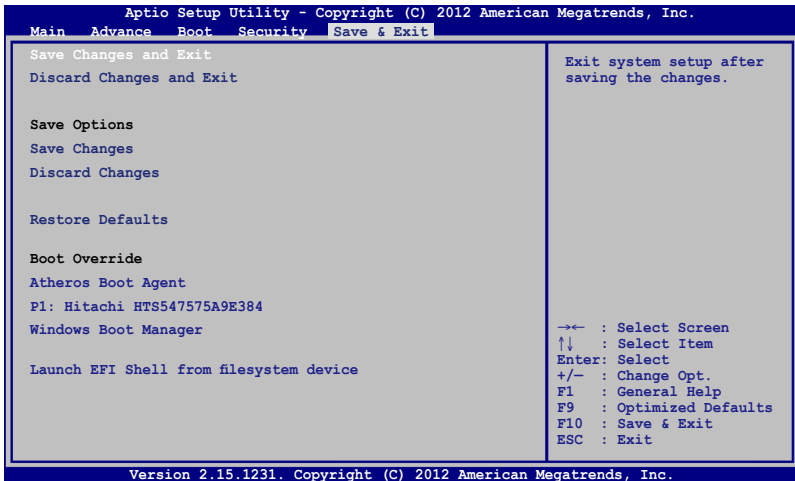 Aptio Setup Utility - Copyright (C) 2012 American Megatrends, Inc.
Main Advance Boot Security Save & Exit
Save Changes and Exit
Discard Changes and Exit
Save Options
Save Changes
Discard Changes
Restore Defaults
Boot Override
Atheros Boot Agent
P1: Hitachi HTS547575A9E384
Windows Boot Manager
Launch EFI Shell from filesystem device
Exit system setup after
saving the changes.
→← : Select Screen
↑↓ : Select Item
Enter: Select
+/— : Change Opt.
F1 : General Help
F9 : Optimized Defaults
F10 : Save & Exit
ESC : Exit
Version 2.15.1231. Copyright (C) 2012 American Megatrends, Inc.